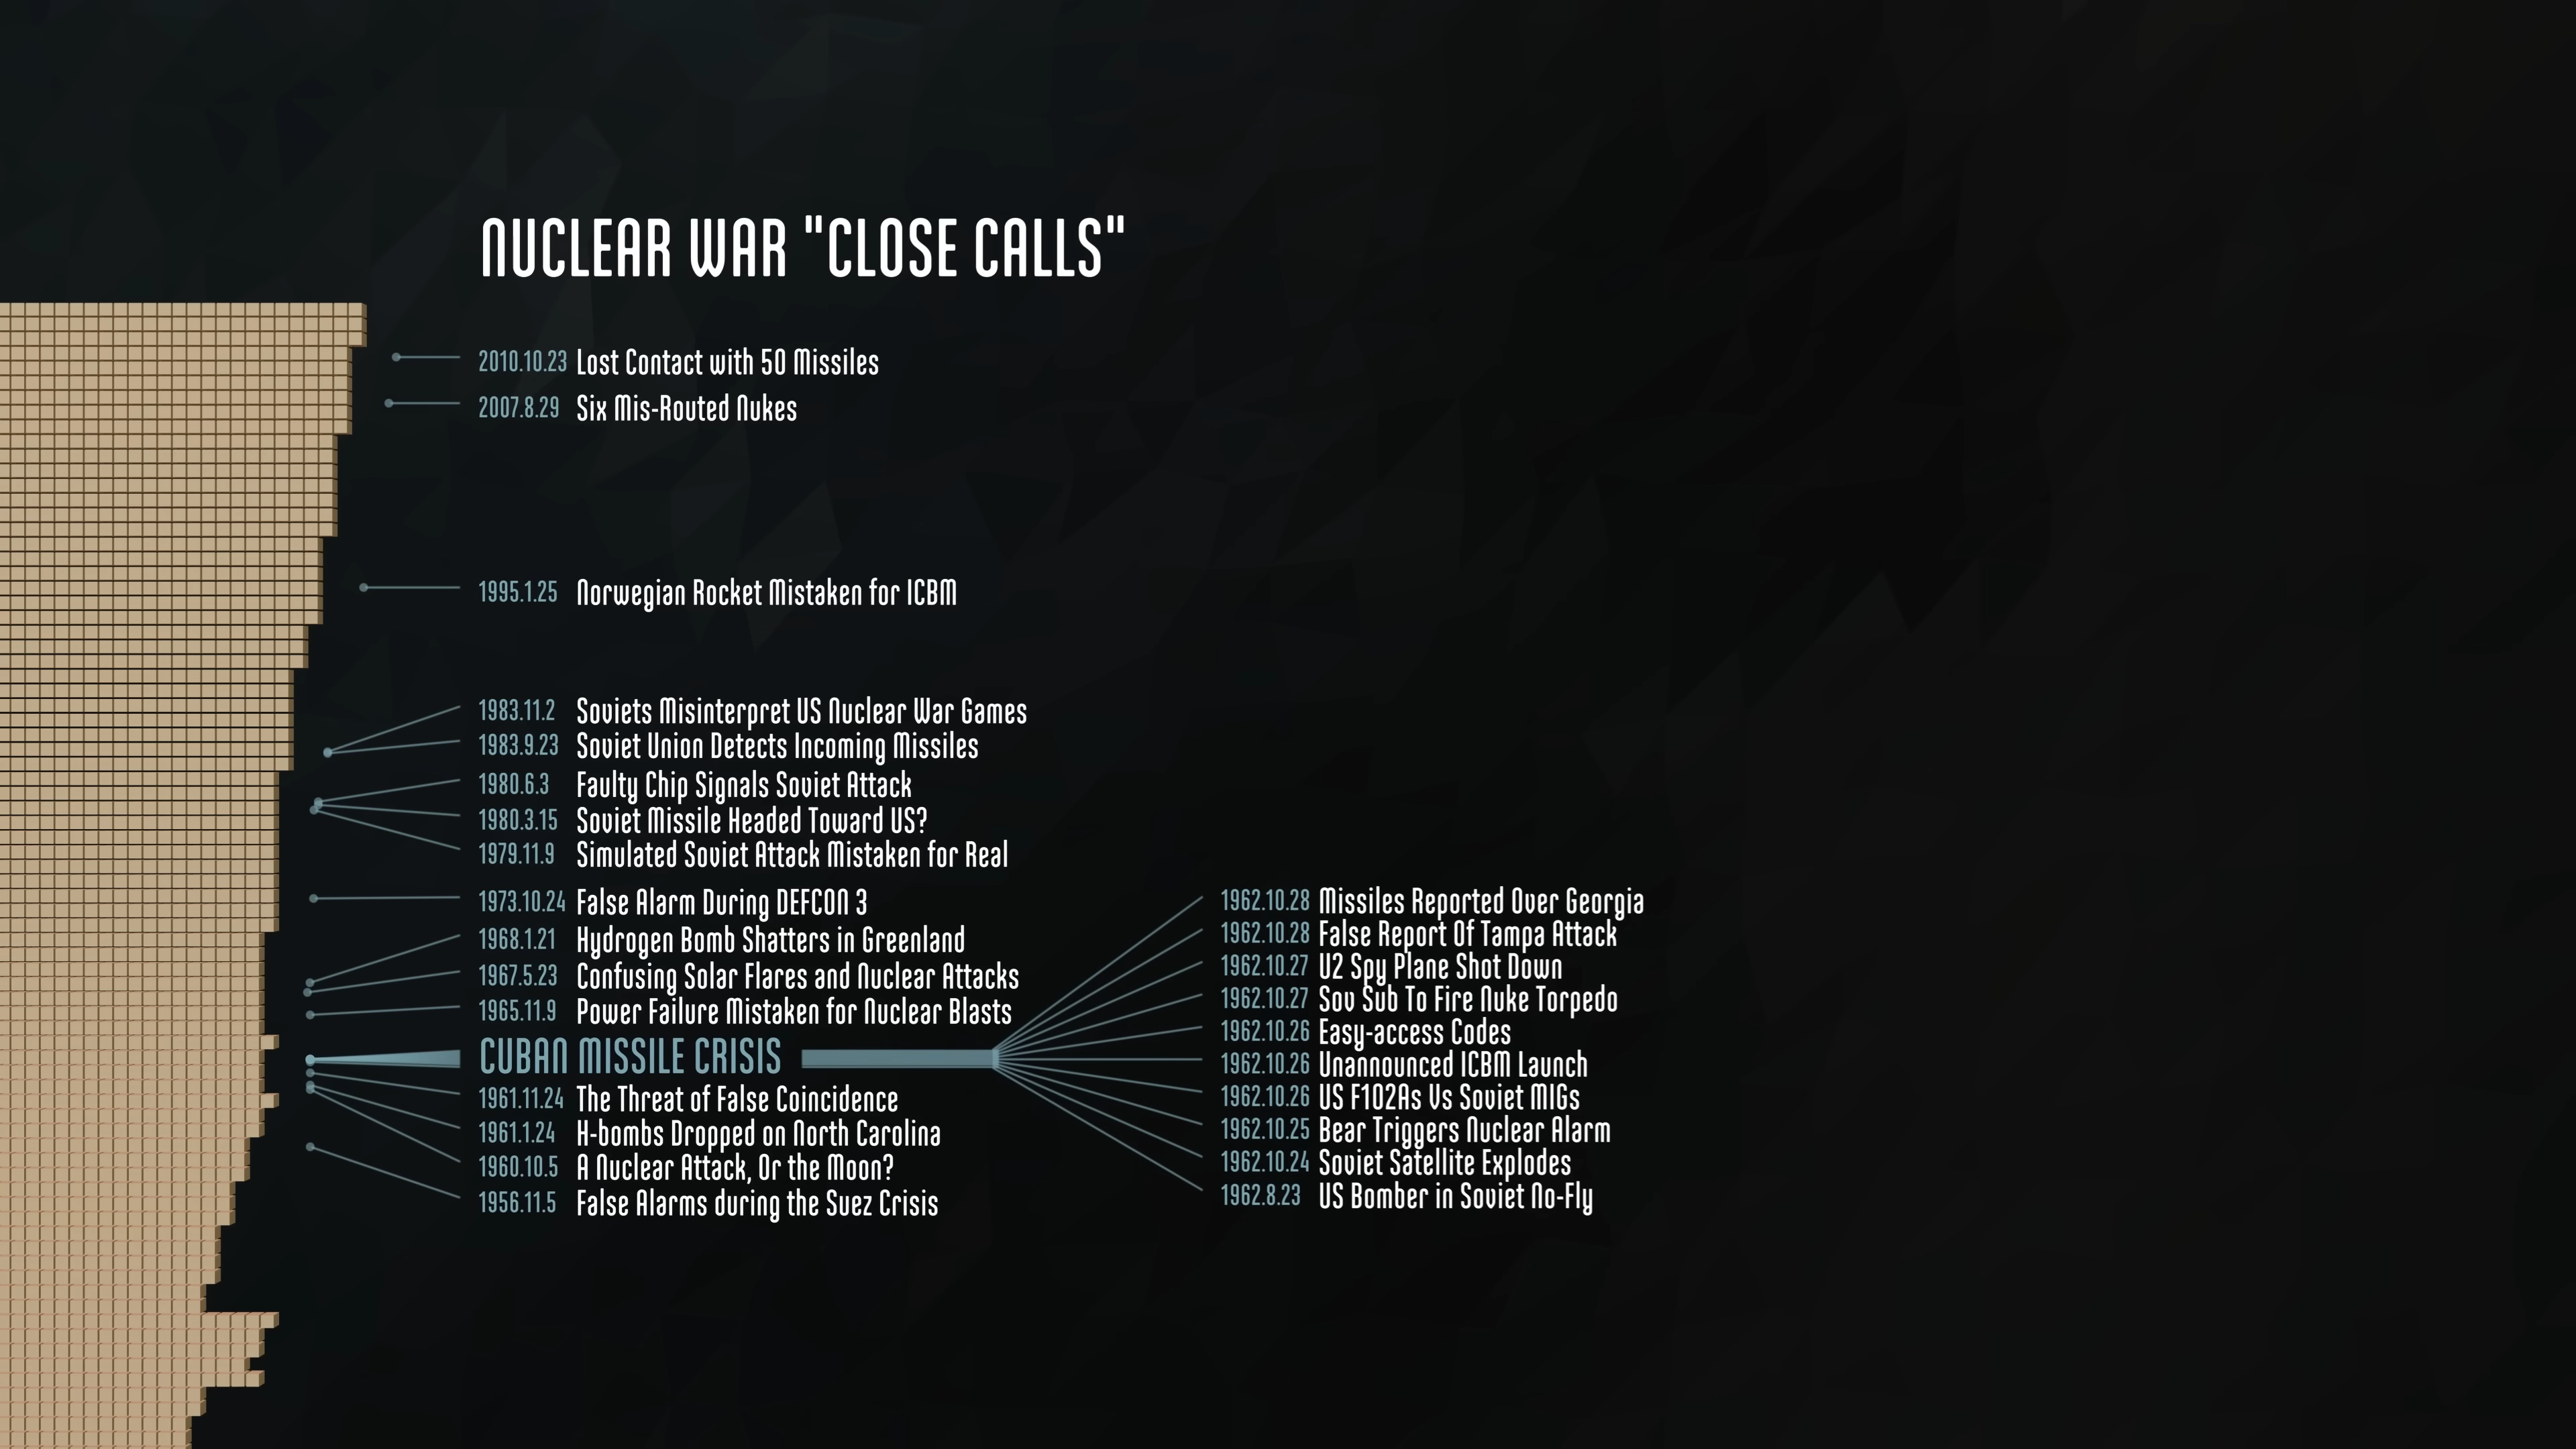 NUCLEAR WAR "CLOSE CALLS"
2010.10.23 Lost Contact with 50 Missiles
2007.8.29 Six Mis-Routed Nukes
1995.1.25 Norwegian Rocket Mistaken for ICBM
1983.11.2 Soviets Misinterpret US Nuclear War Games
1983.9.23 Soviet Union Detects Incoming Missiles
1980.6.3 Faulty Chip Signals Soviet Attack
1980.3.15 Soviet Missile Headed Toward US?
1979.11.9 Simulated Soviet Attack Mistaken for Real
1973.10.24 False Alarm During DEFCON 3
1968.1.21 Hydrogen Bomb Shatters in Greenland
1967.5.23 Confusing Solar Flares and Nuclear Attacks
1965.11.9 Power Failure Mistaken for Nuclear Blasts
CUBAN MISSILE CRISIS
1961.11.24 The Threat of False Coincidence
1961.1.24 H-bombs Dropped on North Carolina
1960.10.5 A Nuclear Attack, Or the Moon?
1956.11.5 False Alarms during the Suez Crisis
1962.10.28 Missiles Reported Over Georgia
1962.10.28 False Report Of Tampa Attack
1962.10.27 U2 Spy Plane Shot Down
1962.10.27 Sov Sub To Fire Nuke Torpedo
1962.10.26 Easy-access Codes
1962.10.26 Unannounced ICBM Launch
1962.10.26 US F102As Vs Soviet MIGs
1962.10.25 Bear Triggers Nuclear Alarm
1962.10.24 Soviet Satellite Explodes
1962.8.23 US Bomber in Soviet No-Fly